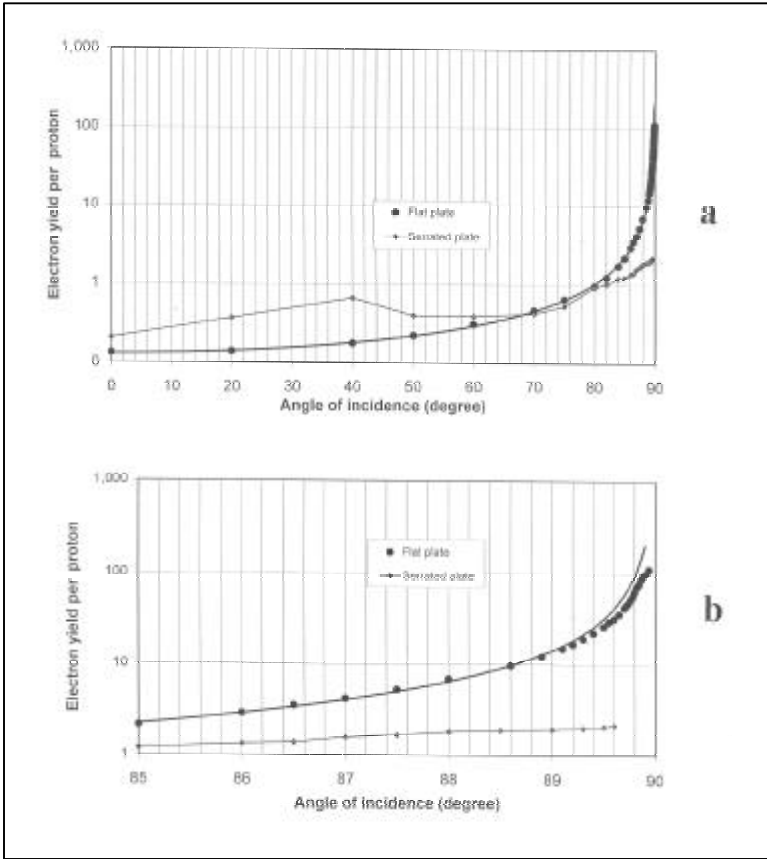 1,000
100
10
1
0
Electron yield per proton
Flat plate
Serrated plate
0 10 20 30 40 50 60 70 80 90
Angle of incidence (degree)
a
1,000
100
10
1
Electron yield per proton
Flat plate
Serrated plate
85 86 87 88 89 90
Angle of incidence (degree)
b